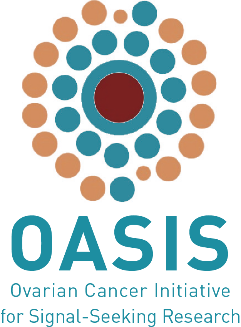 OASIS
Ovarian Cancer Initiative
for Signal-Seeking Research